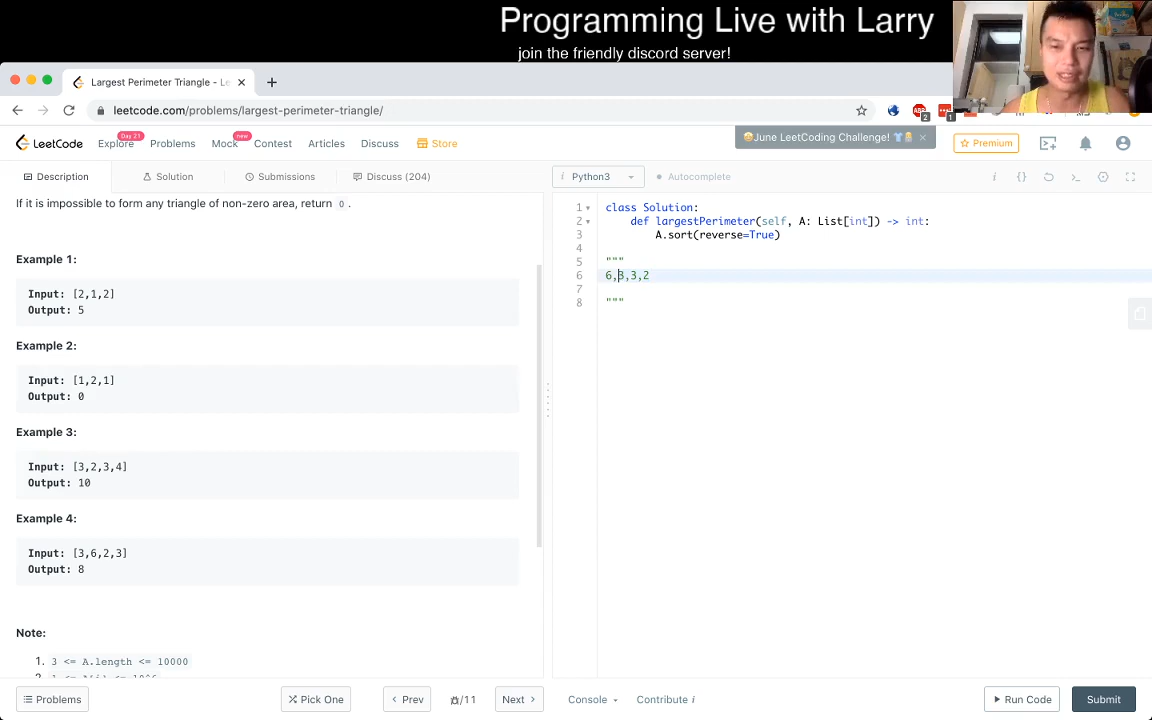 Programming Live with Larry
join the friendly discord server!
Largest Perimeter Triangle - Le
leetcode.com/problems/largest-perimeter-triangle/
LeetCode
Explore
Day 21
Problems
Mock
new
Contest
Articles
Discuss
Store
June LeetCoding Challenge!
Premium
Description
Solution
Submissions
Discuss (204)
Python3
Autocomplete
If it is impossible to form any triangle of non-zero area, return 0.
Example 1:
Input: [2,1,2]
Output: 5
Example 2:
Input: [1,2,1]
Output: 0
Example 3:
Input: [3,2,3,4]
Output: 10
Example 4:
Input: [3,6,2,3]
Output: 8
Note:
1. 3 <= A.length <= 10000
1 class Solution:
2 def largestPerimeter(self, A: List[int]) -> int:
3 A.sort(reverse=True)
4
5 """
6 6,3,3,2
7
8 """
Problems
Pick One
Prev
/11
Next
Console
Contribute i
Run Code
Submit